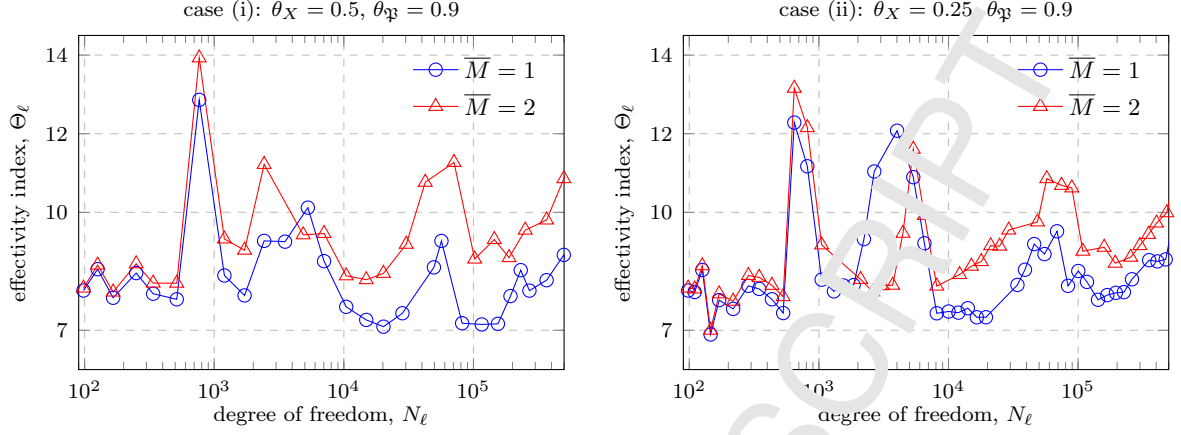 case (i): θ_X = 0.5, θ_𝔓 = 0.9
14
12
10
7
10^2
10^3
10^4
10^5
effectivity index, Θ_ℓ
degree of freedom, N_ℓ
M̅ = 1
M̅ = 2
case (ii): θ_X = 0.25 θ_𝔓 = 0.9
14
12
10
7
10^2
10^3
10^4
10^5
effectivity index, Θ_ℓ
degree of freedom, N_ℓ
M̅ = 1
M̅ = 2
SCRIPT